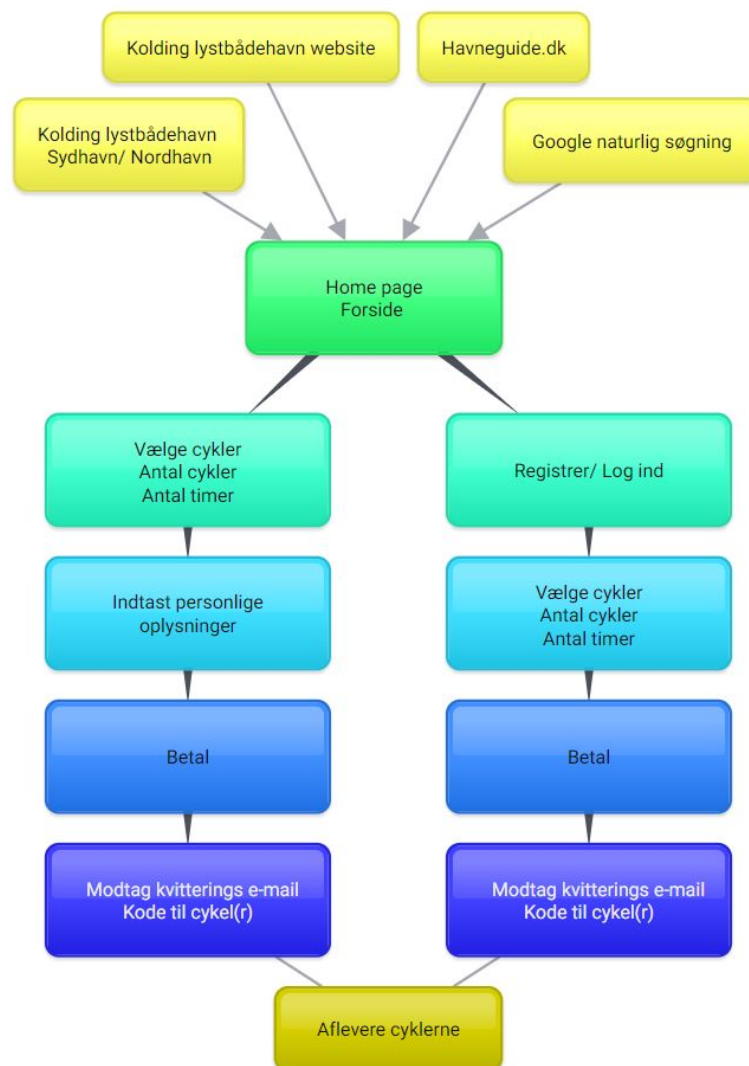 Kolding lystbådehavn website
Havneguide.dk
Kolding lystbådehavn
Sydhavn/ Nordhavn
Google naturlig søgning
Home page
Forside
Vælge cykler
Antal cykler
Antal timer
Registrer/ Log ind
Indtast personlige
oplysninger
Vælge cykler
Antal cykler
Antal timer
Betal
Betal
Modtag kvitterings e-mail
Kode til cykel(r)
Modtag kvitterings e-mail
Kode til cykel(r)
Aflevere cyklerne